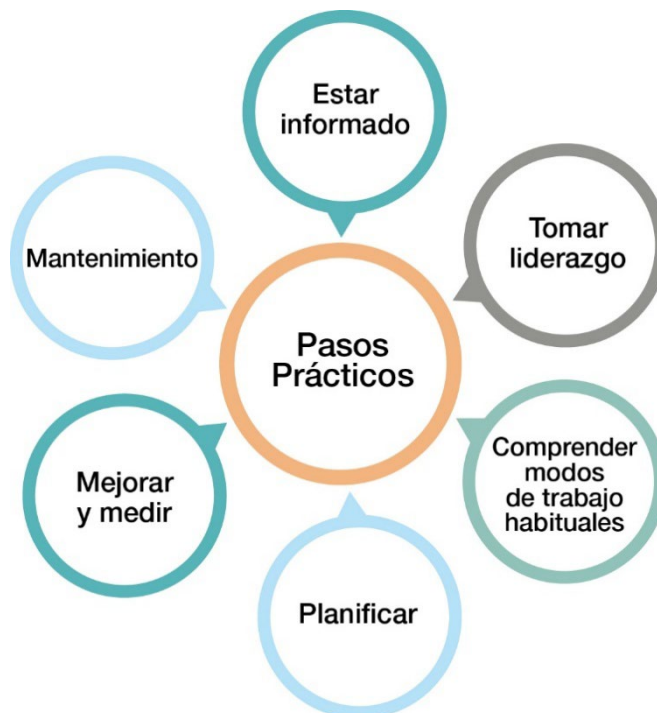 Estar
informado
Tomar
liderazgo
Comprender
modos
de trabajo
habituales
Planificar
Mejorar
y medir
Mantenimiento
Pasos
Prácticos